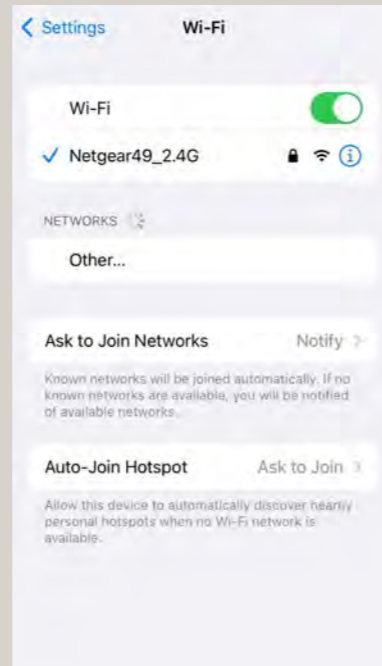 Settings Wi-Fi
Wi-Fi
Netgear49_2.4G
NETWORKS
Other...
Ask to Join Networks Notify
Known networks will be joined automatically. If no
known networks are available, you will be notified
of available networks.
Auto-Join Hotspot Ask to Join
Allow this device to automatically discover nearby
personal hotspots when no Wi-Fi network is
available.